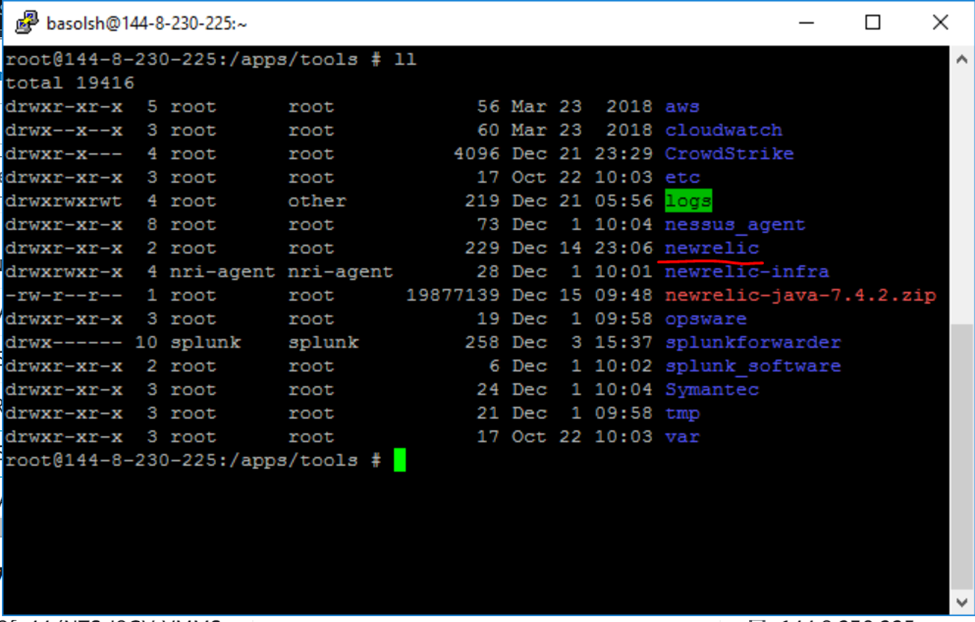 basolsh@144-8-230-225:~
root@144-8-230-225:/apps/tools # ll
total 19416
drwxr-xr-x 5 root root 56 Mar 23 2018 aws
drwx--x--x 3 root root 60 Mar 23 2018 cloudwatch
drwxr-x--- 4 root root 4096 Dec 21 23:29 CrowdStrike
drwxr-xr-x 3 root root 17 Oct 22 10:03 etc
drwxrwxrwt 4 root other 219 Dec 21 05:56 logs
drwxr-xr-x 8 root root 73 Dec 1 10:04 nessus_agent
drwxr-xr-x 2 root root 229 Dec 14 23:06 newrelic
drwxrwxr-x 4 nri-agent nri-agent 28 Dec 1 10:01 newrelic-infra
-rw-r--r-- 1 root root 19877139 Dec 15 09:48 newrelic-java-7.4.2.zip
drwxr-xr-x 3 root root 19 Dec 1 09:58 opsware
drwx------ 10 splunk splunk 258 Dec 3 15:37 splunkforwarder
drwxr-xr-x 2 root root 6 Dec 1 10:02 splunk_software
drwxr-xr-x 3 root root 24 Dec 1 10:04 Symantec
drwxr-xr-x 3 root root 21 Dec 1 09:58 tmp
drwxr-xr-x 3 root root 17 Oct 22 10:03 var
root@144-8-230-225:/apps/tools #